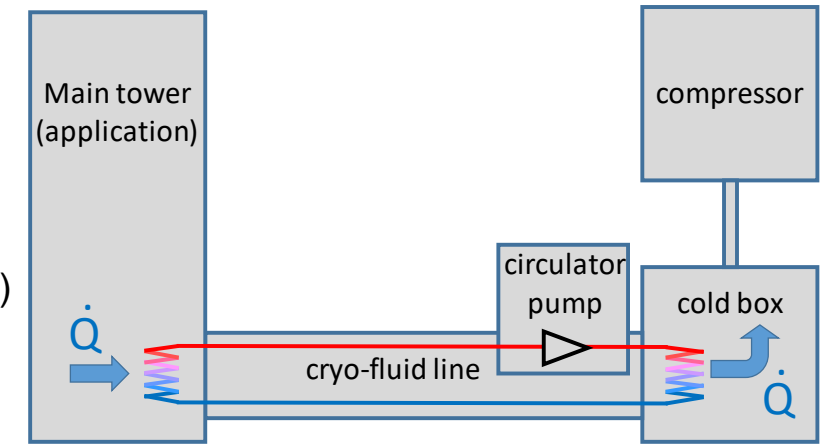 Main tower
(application)
compressor
circulator
pump
cold box
)
Q̇
cryo-fluid line
Q̇